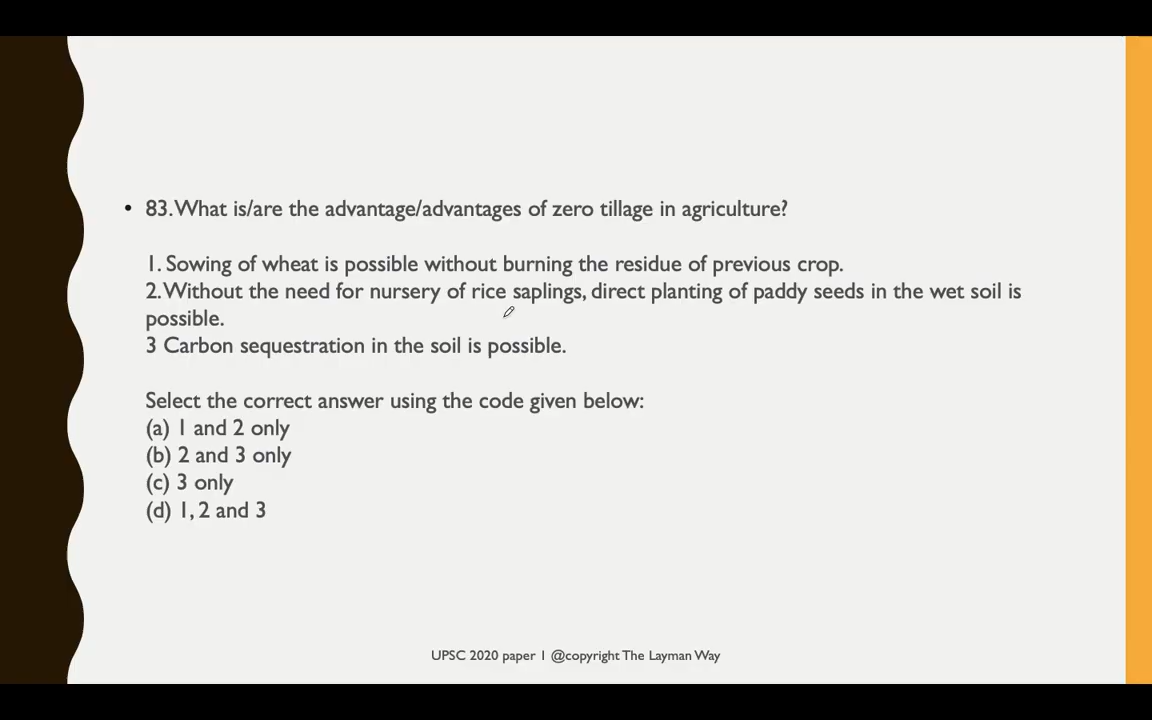 • 83. What is/are the advantage/advantages of zero tillage in agriculture?
1. Sowing of wheat is possible without burning the residue of previous crop.
2. Without the need for nursery of rice saplings, direct planting of paddy seeds in the wet soil is
possible.
3 Carbon sequestration in the soil is possible.
Select the correct answer using the code given below:
(a) 1 and 2 only
(b) 2 and 3 only
(c) 3 only
(d) 1, 2 and 3
UPSC 2020 paper 1 @copyright The Layman Way